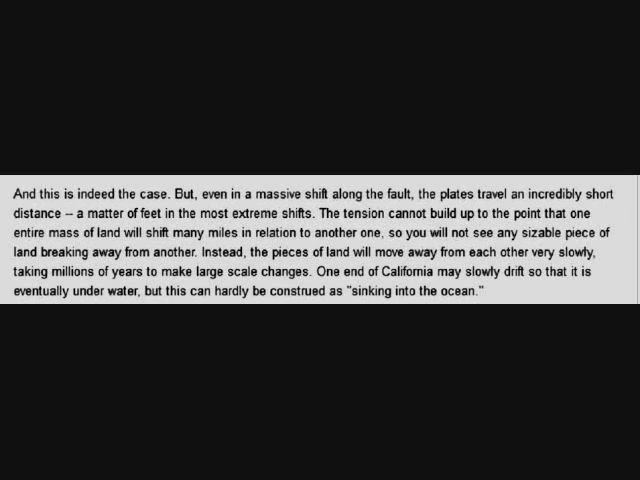 And this is indeed the case. But, even in a massive shift along the fault, the plates travel an incredibly short
distance -- a matter of feet in the most extreme shifts. The tension cannot build up to the point that one
entire mass of land will shift many miles in relation to another one, so you will not see any sizable piece of
land breaking away from another. Instead, the pieces of land will move away from each other very slowly,
taking millions of years to make large scale changes. One end of California may slowly drift so that it is
eventually under water, but this can hardly be construed as "sinking into the ocean."